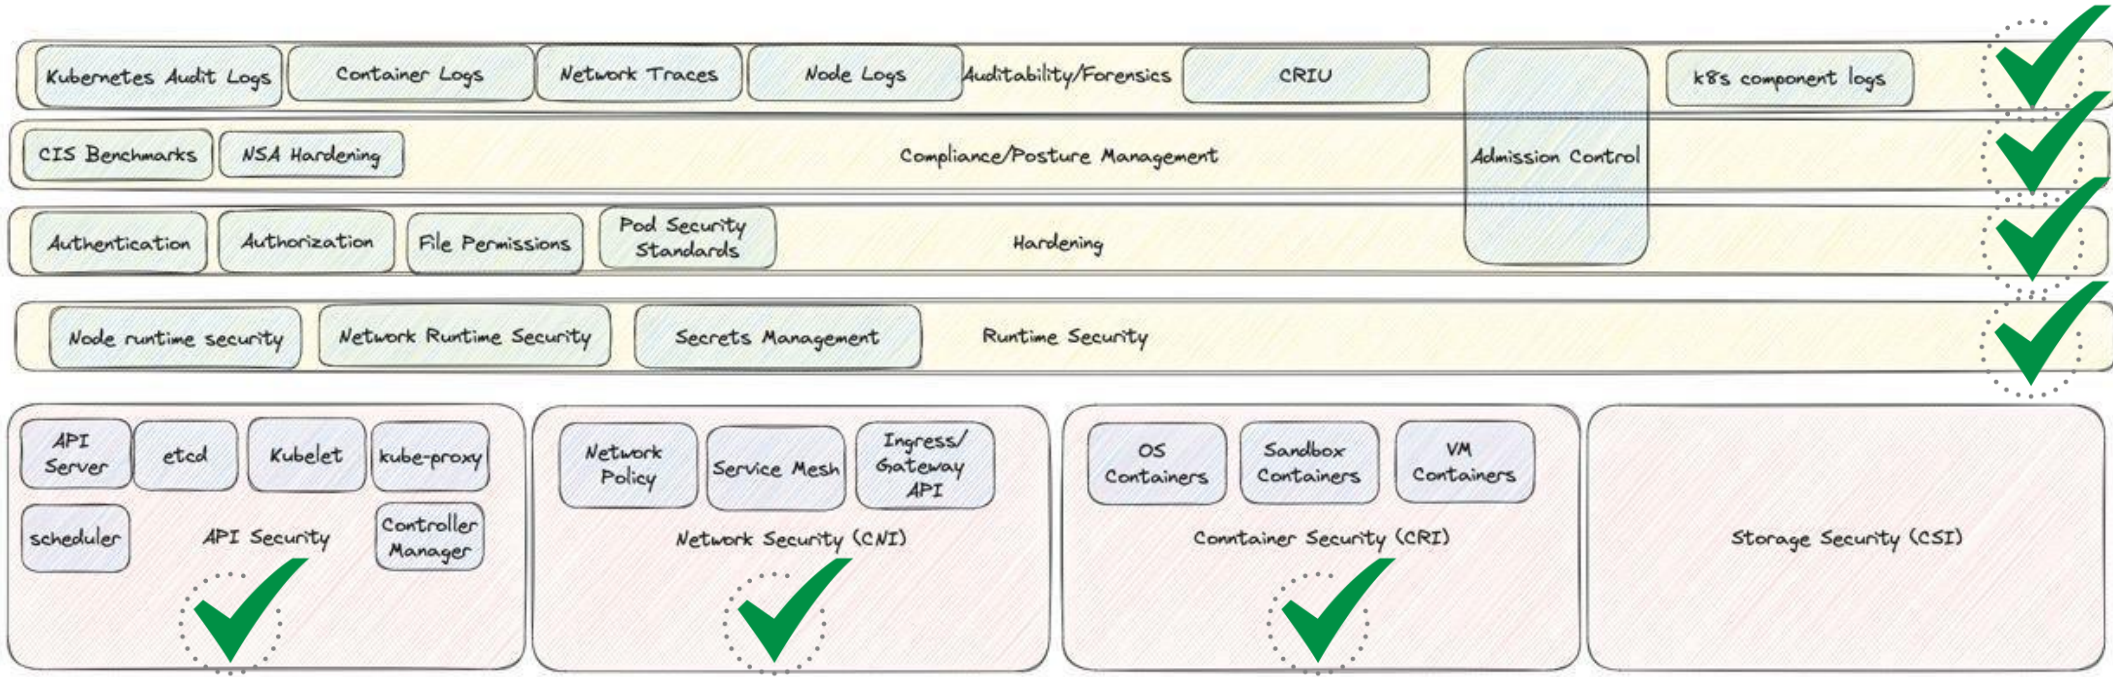 Kubernetes Audit Logs
Container Logs
Network Traces
Node Logs
Auditability/Forensics
CRIU
k8s component logs
CIS Benchmarks
NSA Hardening
Compliance/Posture Management
Admission Control
Authentication
Authorization
File Permissions
Pod Security
Standards
Hardening
Node runtime security
Network Runtime Security
Secrets Management
Runtime Security
API
Server
etcd
Kubelet
kube-proxy
scheduler
API Security
Controller
Manager
Network
Policy
Service Mesh
Ingress/
Gateway
API
Network Security (CNI)
OS
Containers
Sandbox
Containers
VM
Containers
Conntainer Security (CRI)
Storage Security (CSI)